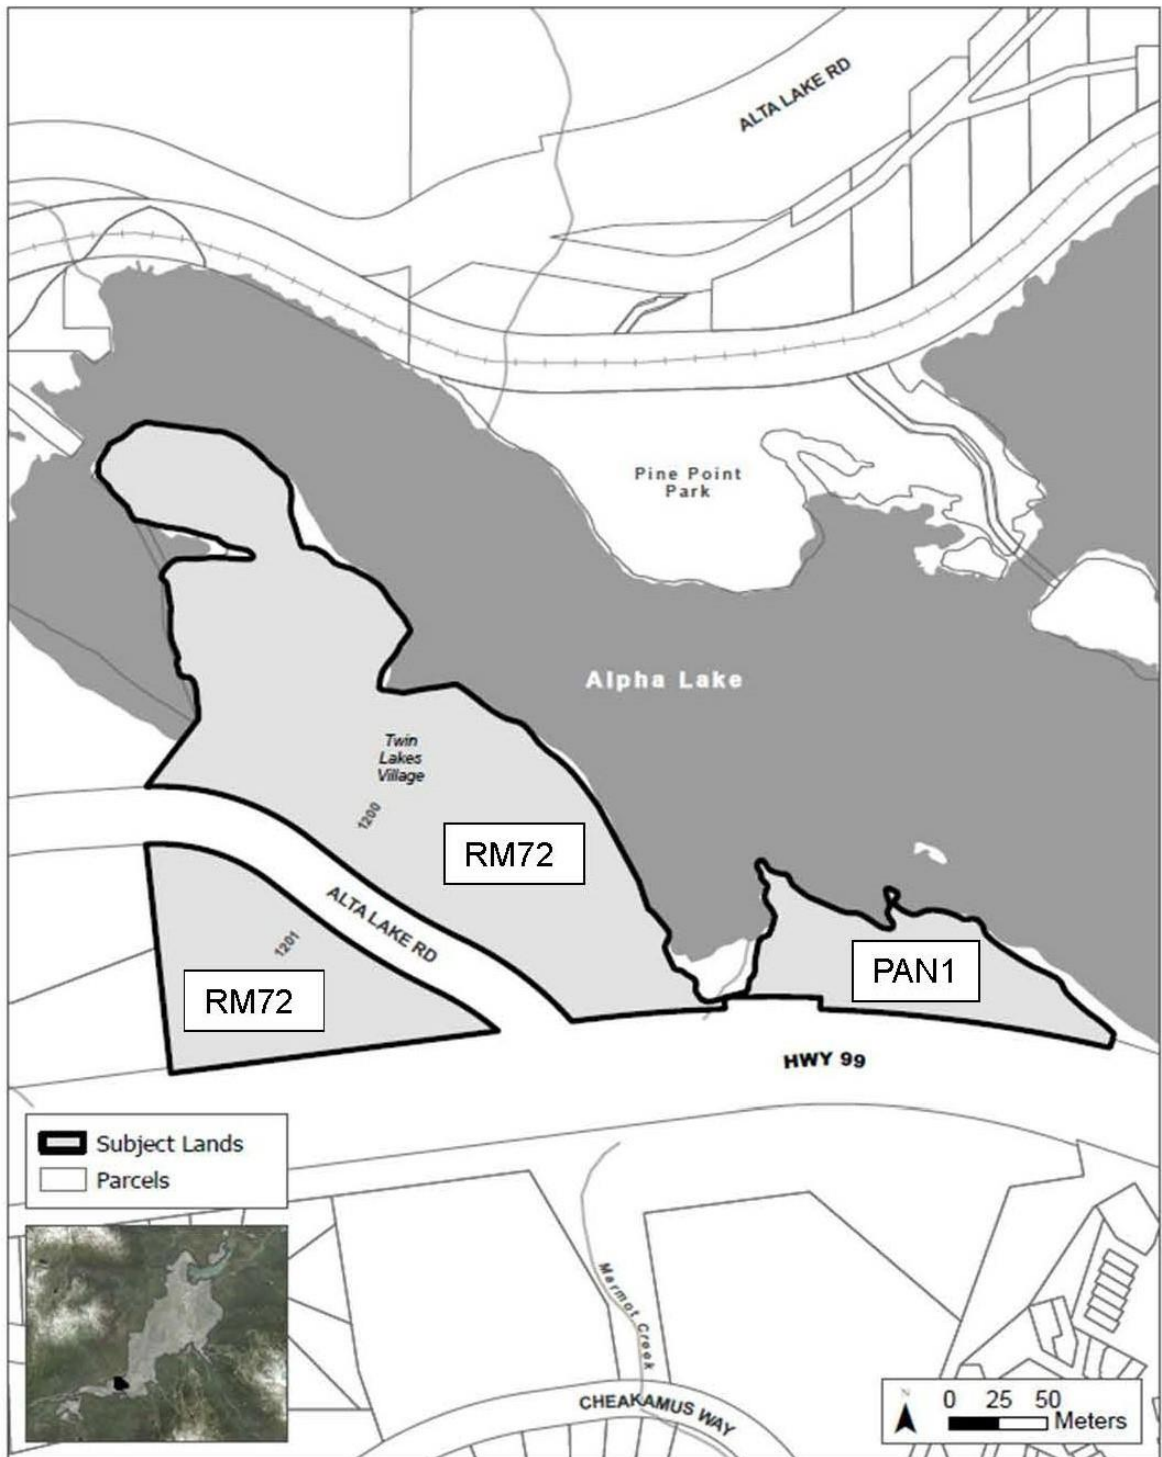 ALTA LAKE RD
Pine Point
Park
Alpha Lake
Twin
Lakes
Village
1200
RM72
ALTA LAKE RD
1201
RM72
PAN1
HWY 99
Subject Lands
Parcels
Marmot Creek
CHEAKAMUS WAY
N
0 25 50
Meters